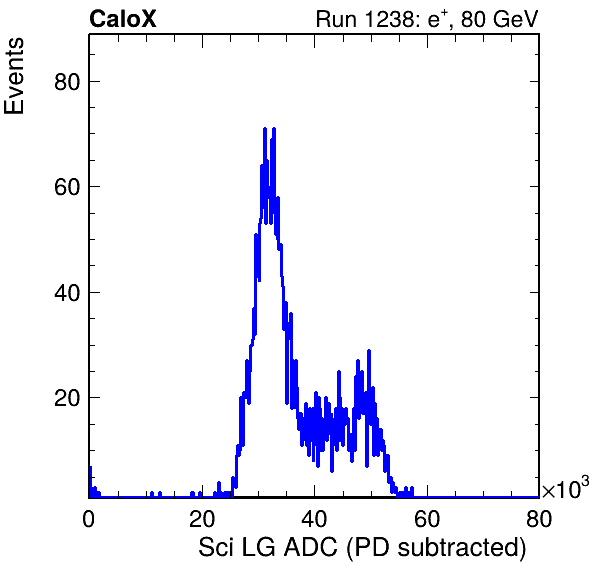 CaloX Run 1238: e⁺, 80 GeV
Events
80
60
40
20
0 20 40 60 80
×10³
Sci LG ADC (PD subtracted)